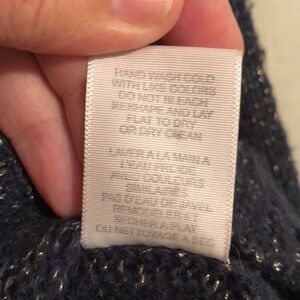 HAND WASH COLD
WITH LIKE COLORS
DO NOT BLEACH
RESHAPE AND LAY
FLAT TO DRY
OR DRY CLEAN
LAVER A LA MAIN A
L'EAU FROIDE
AVEC COULEURS
SIMILAIRES
PAS D'EAU DE JAVEL
REMODELER ET
SECHER A PLAT
OU NETTOYAGE A SEC